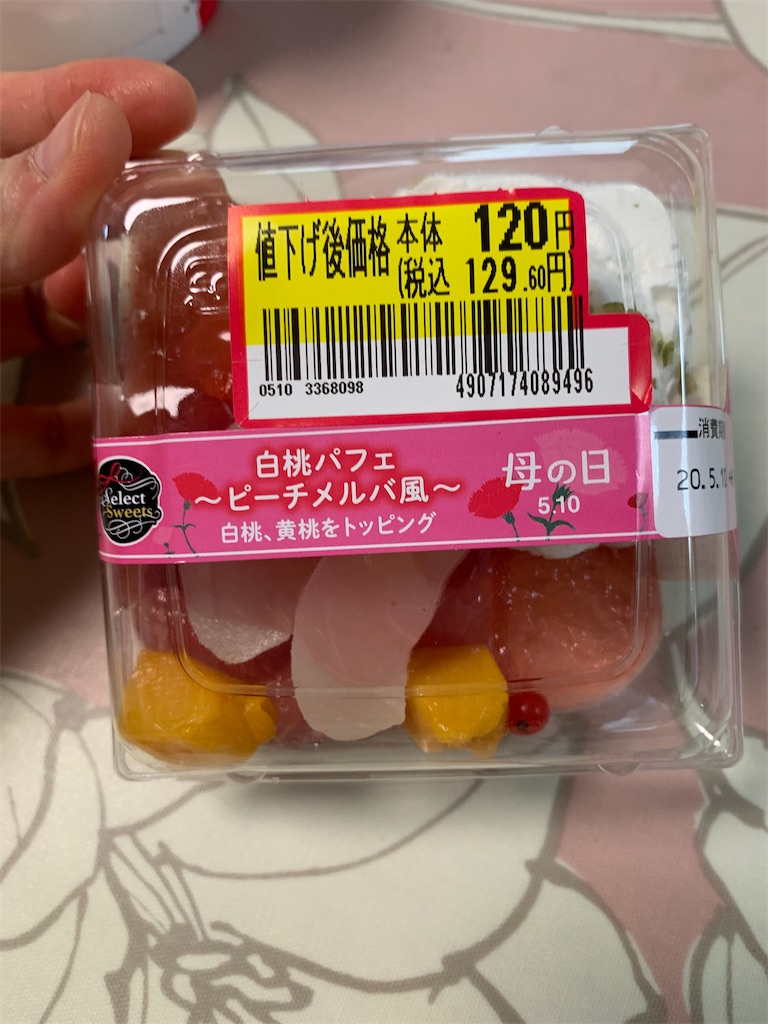 値下げ後価格 本体 120円
(税込 129.60円)
0510 3368098
4907174089496
白桃パフェ
～ピーチメルバ風～
白桃、黄桃をトッピング
母の日
5.10
Select
Sweets
消費期
20.5.1